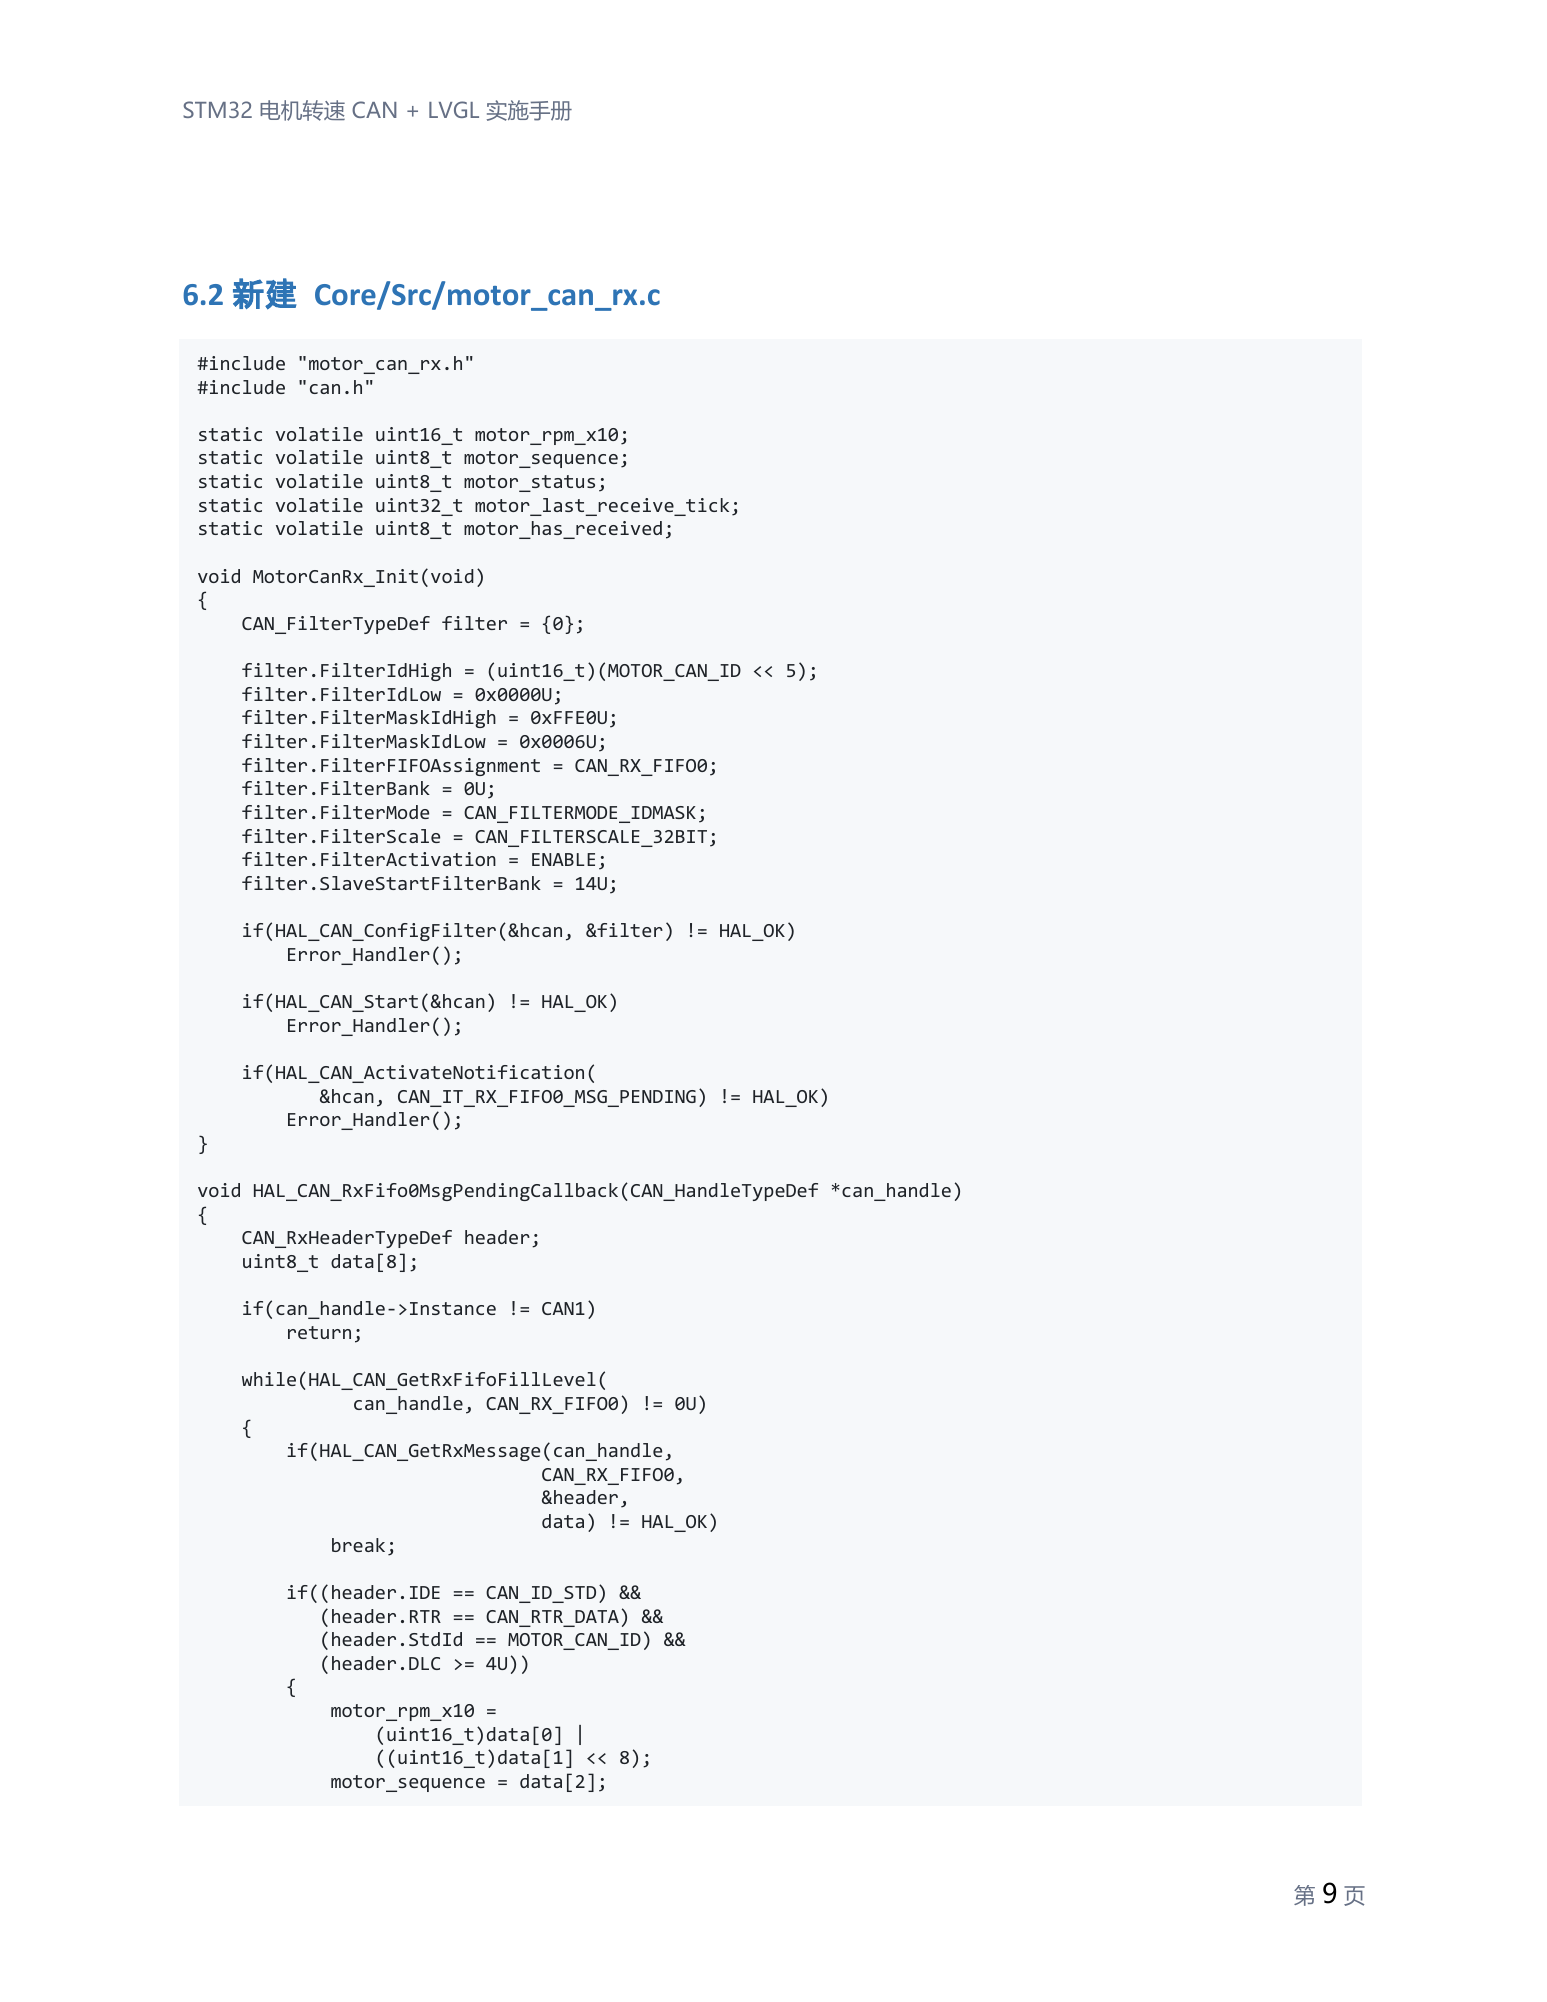 STM32 电机转速 CAN + LVGL 实施手册
6.2 新建 Core/Src/motor_can_rx.c
#include "motor_can_rx.h"
#include "can.h"

static volatile uint16_t motor_rpm_x10;
static volatile uint8_t motor_sequence;
static volatile uint8_t motor_status;
static volatile uint32_t motor_last_receive_tick;
static volatile uint8_t motor_has_received;

void MotorCanRx_Init(void)
{
    CAN_FilterTypeDef filter = {0};

    filter.FilterIdHigh = (uint16_t)(MOTOR_CAN_ID << 5);
    filter.FilterIdLow = 0x0000U;
    filter.FilterMaskIdHigh = 0xFFE0U;
    filter.FilterMaskIdLow = 0x0006U;
    filter.FilterFIFOAssignment = CAN_RX_FIFO0;
    filter.FilterBank = 0U;
    filter.FilterMode = CAN_FILTERMODE_IDMASK;
    filter.FilterScale = CAN_FILTERSCALE_32BIT;
    filter.FilterActivation = ENABLE;
    filter.SlaveStartFilterBank = 14U;

    if(HAL_CAN_ConfigFilter(&hcan, &filter) != HAL_OK)
        Error_Handler();

    if(HAL_CAN_Start(&hcan) != HAL_OK)
        Error_Handler();

    if(HAL_CAN_ActivateNotification(
           &hcan, CAN_IT_RX_FIFO0_MSG_PENDING) != HAL_OK)
        Error_Handler();
}

void HAL_CAN_RxFifo0MsgPendingCallback(CAN_HandleTypeDef *can_handle)
{
    CAN_RxHeaderTypeDef header;
    uint8_t data[8];

    if(can_handle->Instance != CAN1)
        return;

    while(HAL_CAN_GetRxFifoFillLevel(
              can_handle, CAN_RX_FIFO0) != 0U)
    {
        if(HAL_CAN_GetRxMessage(can_handle,
                               CAN_RX_FIFO0,
                               &header,
                               data) != HAL_OK)
            break;

        if((header.IDE == CAN_ID_STD) &&
           (header.RTR == CAN_RTR_DATA) &&
           (header.StdId == MOTOR_CAN_ID) &&
           (header.DLC >= 4U))
        {
            motor_rpm_x10 =
                (uint16_t)data[0] |
                ((uint16_t)data[1] << 8);
            motor_sequence = data[2];
第 9 页